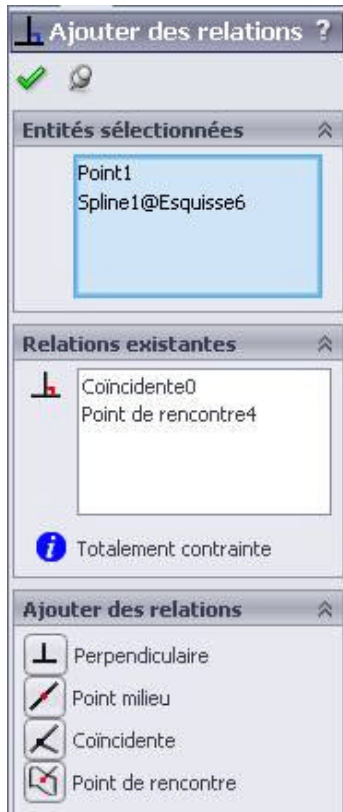 Ajouter des relations ?
Entités sélectionnées
Point1
Spline1@Esquisse6
Relations existantes
Coïncidente0
Point de rencontre4
Totalement contrainte
Ajouter des relations
Perpendiculaire
Point milieu
Coïncidente
Point de rencontre